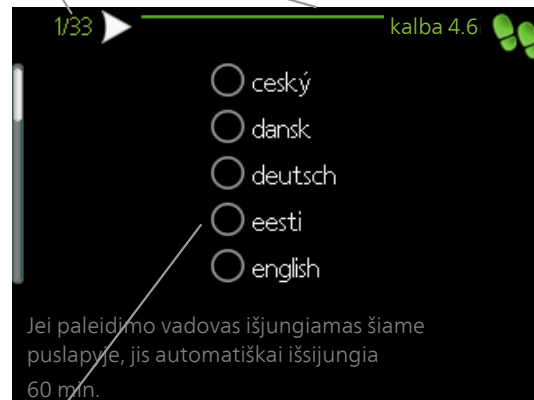 1/33
kalba 4.6
ceský
dansk
deutsch
eesti
english
Jei paleidimo vadovas išjungiamas šiame
puslapyje, jis automatiškai išsijungia
60 min.